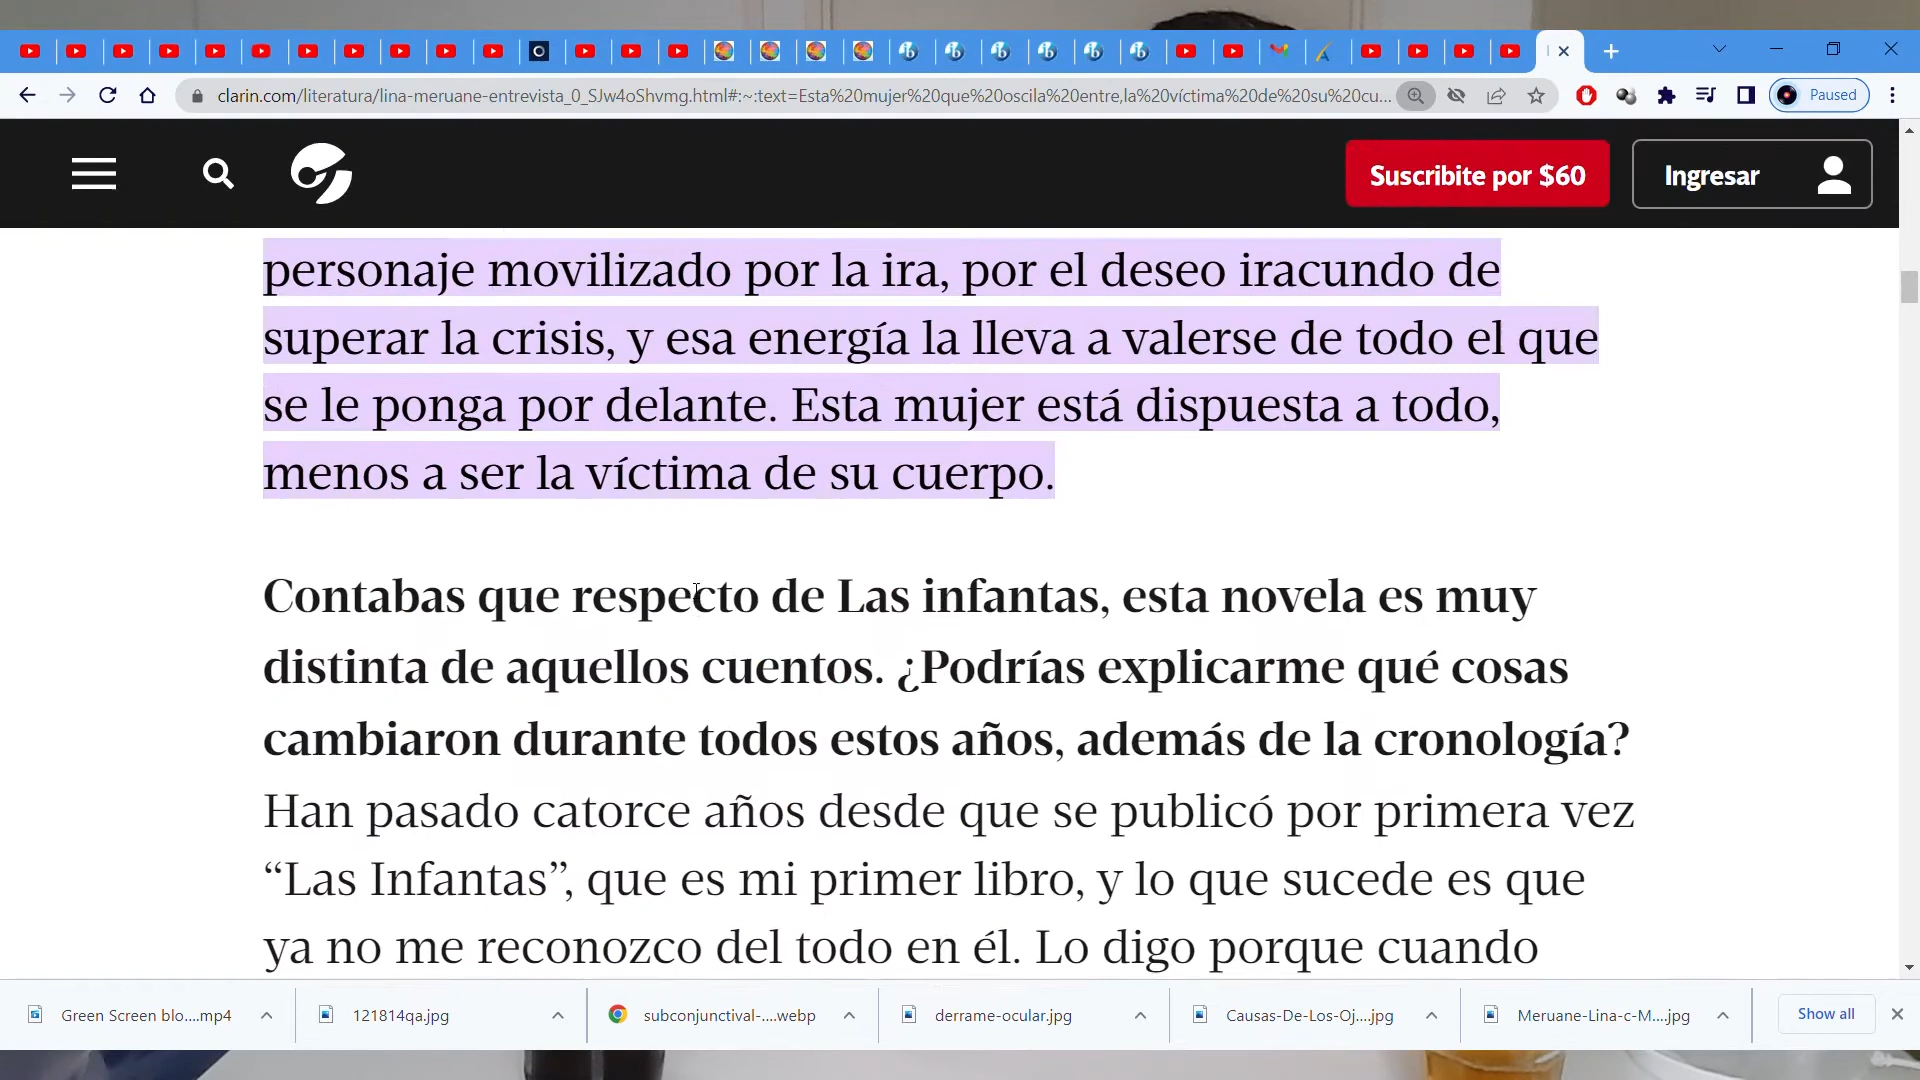 clarin.com/literatura/lina-meruane-entrevista_0_SJw4oShvmg.html#:~:text=Esta%20mujer%20que%20oscila%20entre,la%20víctima%20de%20su%20cu...
Paused
Suscribite por $60
Ingresar
personaje movilizado por la ira, por el deseo iracundo de
superar la crisis, y esa energía la lleva a valerse de todo el que
se le ponga por delante. Esta mujer está dispuesta a todo,
menos a ser la víctima de su cuerpo.
Contabas que respecto de Las infantas, esta novela es muy
distinta de aquellos cuentos. ¿Podrías explicarme qué cosas
cambiaron durante todos estos años, además de la cronología?
Han pasado catorce años desde que se publicó por primera vez
“Las Infantas”, que es mi primer libro, y lo que sucede es que
ya no me reconozco del todo en él. Lo digo porque cuando
Green Screen blo....mp4
121814qa.jpg
subconjunctival-....webp
derrame-ocular.jpg
Causas-De-Los-Oj....jpg
Meruane-Lina-c-M....jpg
Show all